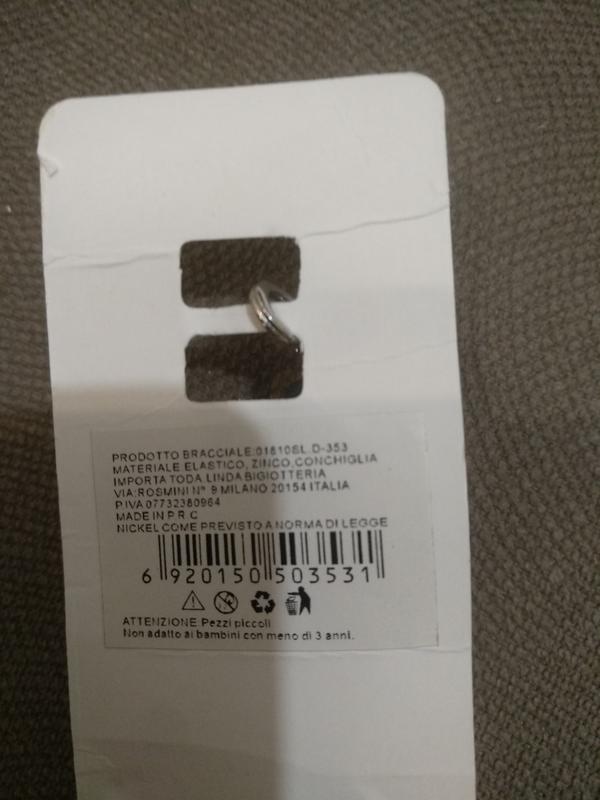 PRODOTTO BRACCIALE:01810SL D-353
MATERIALE ELASTICO, ZINCO, CONCHIGLIA
IMPORTA TODA LINDA BIGIOTTERIA
VIA:ROSMINI N° 9 MILANO 20154 ITALIA
P.IVA 07732380964
MADE IN P.R.C
NICKEL COME PREVISTO A NORMA DI LEGGE
6 920150 503531
ATTENZIONE:Pezzi piccoli
Non adatto ai bambini con meno di 3 anni.